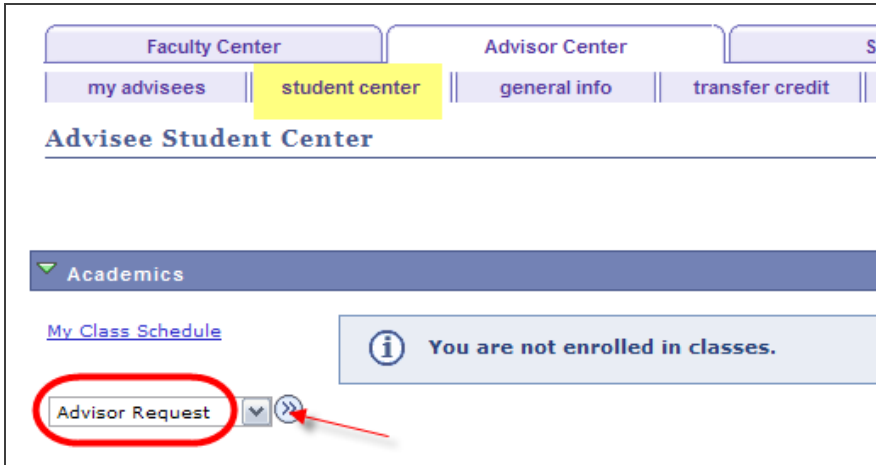 Faculty Center Advisor Center S
my advisees student center general info transfer credit
Advisee Student Center
Academics
My Class Schedule
You are not enrolled in classes.
Advisor Request